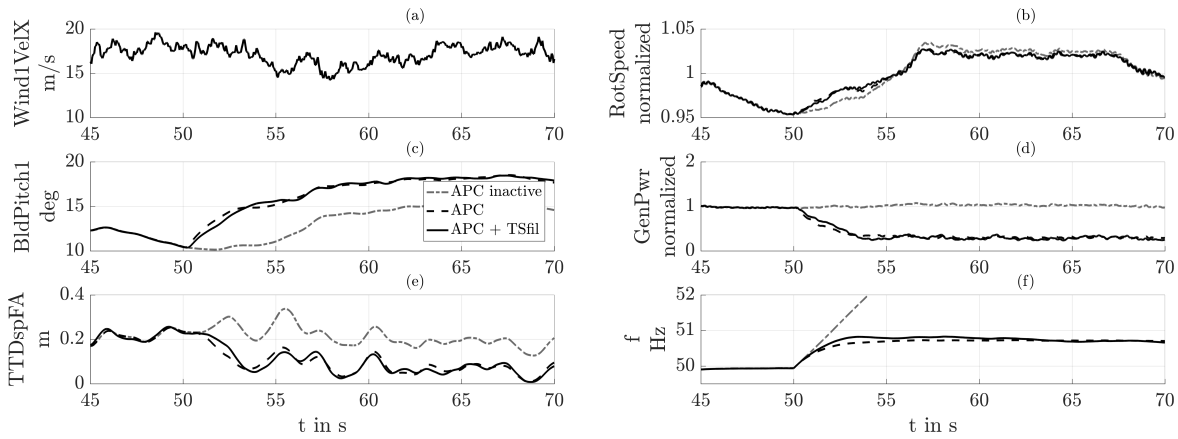 (a)
Wind1VelX
m/s
20
15
10
45 50 55 60 65 70
(b)
RotSpeed
normalized
1.05
1
0.95
45 50 55 60 65 70
(c)
BldPitch1
deg
20
15
10
45 50 55 60 65 70
APC inactive
APC
APC + TSfil
(d)
GenPwr
normalized
2
1
0
45 50 55 60 65 70
(e)
TTDspFA
m
0.4
0.2
0
45 50 55 60 65 70
t in s
(f)
f
Hz
52
51
50
45 50 55 60 65 70
t in s